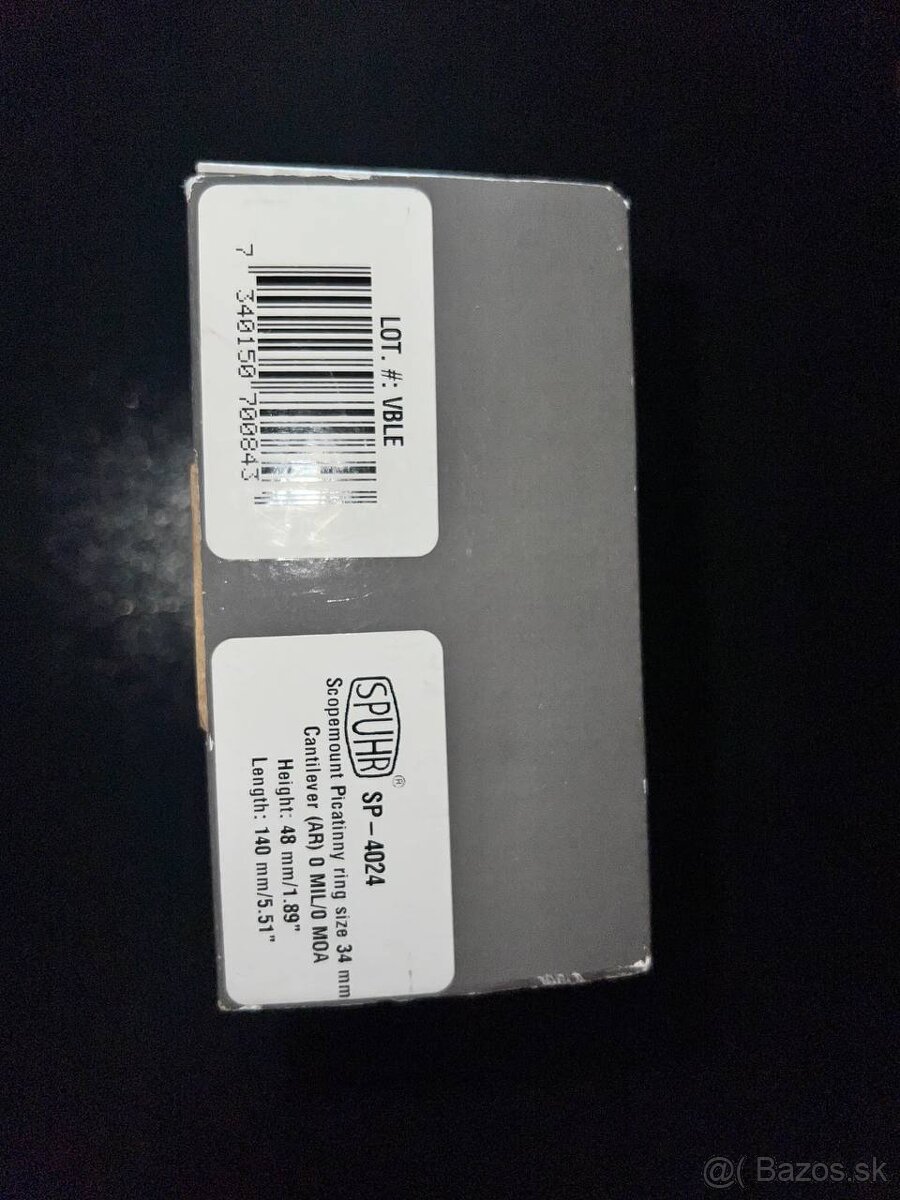 LOT. #: VBLE
7 340150 700843
SPUHR® SP-4024
Scopemount Picatinny ring size 34 mm
Cantilever (AR) 0 MIL/0 MOA
Height: 48 mm/1.89"
Length: 140 mm/5.51"
@( Bazos.sk